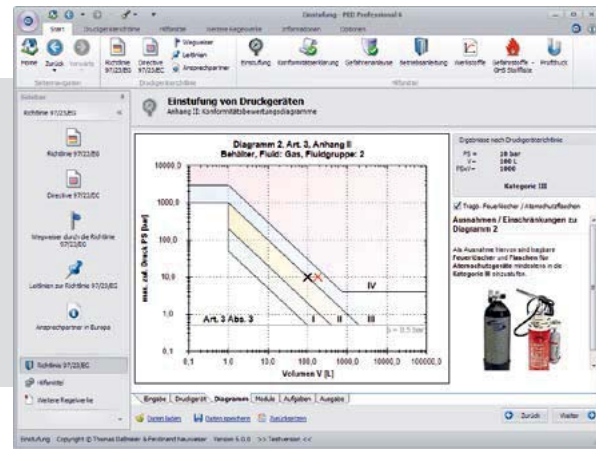 Einstufung - PED Professional 6
Start Druckgeräterichtlinie Hilfsmittel Weitere Regelwerke Informationen Optionen
Home Zurück Vorwärts
Richtlinie 97/23/EG
Directive 97/23/EC
Wegweiser
Leitlinien
Ansprechpartner
Einstufung Konformitätserklärung Gefahrenanalyse Betriebsanleitung Werkstoffe
Gefahrstoffe - GHS Stoffliste
Prüfdruck
Seitennavigation Druckgeräterichtlinie Hilfsmittel
Richtlinie 97/23/EG
Richtlinie 97/23/EG
Directive 97/23/EC
Wegweiser durch die Richtlinie
97/23/EG
Leitlinien zur Richtlinie 97/23/EG
Ansprechpartner in Europa
Richtlinie 97/23/EG
Hilfsmittel
Weitere Regelwerke
Einstufung von Druckgeräten
Anhang II: Konformitätsbewertungsdiagramme
Diagramm 2, Art. 3, Anhang II
Behälter, Fluid: Gas, Fluidgruppe: 2
max. zul. Druck PS [bar]
10000,0
1000,0
100,0
10,0
1,0
0,1
Art. 3 Abs. 3 I II III IV
= 0,5 bar
0,1 1,0 10,0 100,0 1000,0 10000,0 100000,0
Volumen V [L]
Ergebnisse nach Druckgeräterichtlinie
PS = 10 bar
V= 100 L
PSxV= 1000
Kategorie III
Tragb. Feuerlöscher / Atemschutzflaschen
Ausnahmen / Einschränkungen zu
Diagramm 2
Als Ausnahme hiervon sind tragbare
Feuerlöscher und Flaschen für
Atemschutzgeräte mindestens in die
Kategorie III einzustufen.
Eingabe Druckgerät Diagramm Module Aufgaben Ausgabe
Daten laden Daten speichern Zurücksetzen
Zurück Weiter
Einstufung Copyright © Thomas Dallmeier & Ferdinand Neuwieser Version 6.0.0 >> Testversion <<